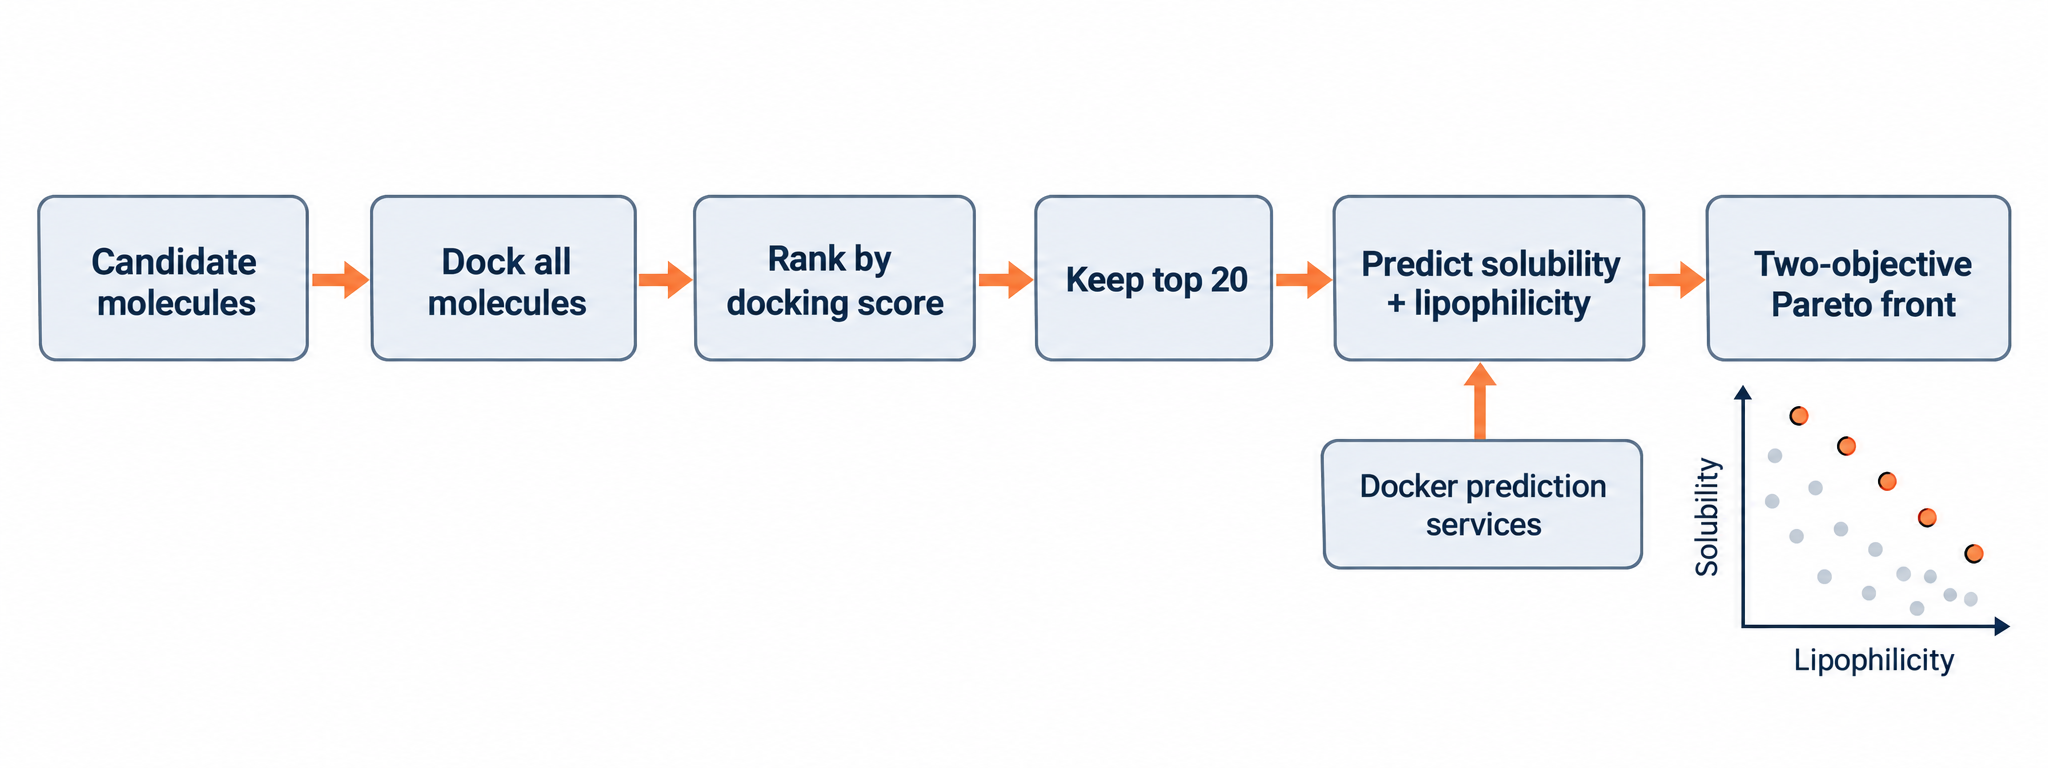 Candidate
molecules
Dock all
molecules
Rank by
docking score
Keep top 20
Predict solubility
+ lipophilicity
Two-objective
Pareto front
Docker prediction
services
Solubility
Lipophilicity